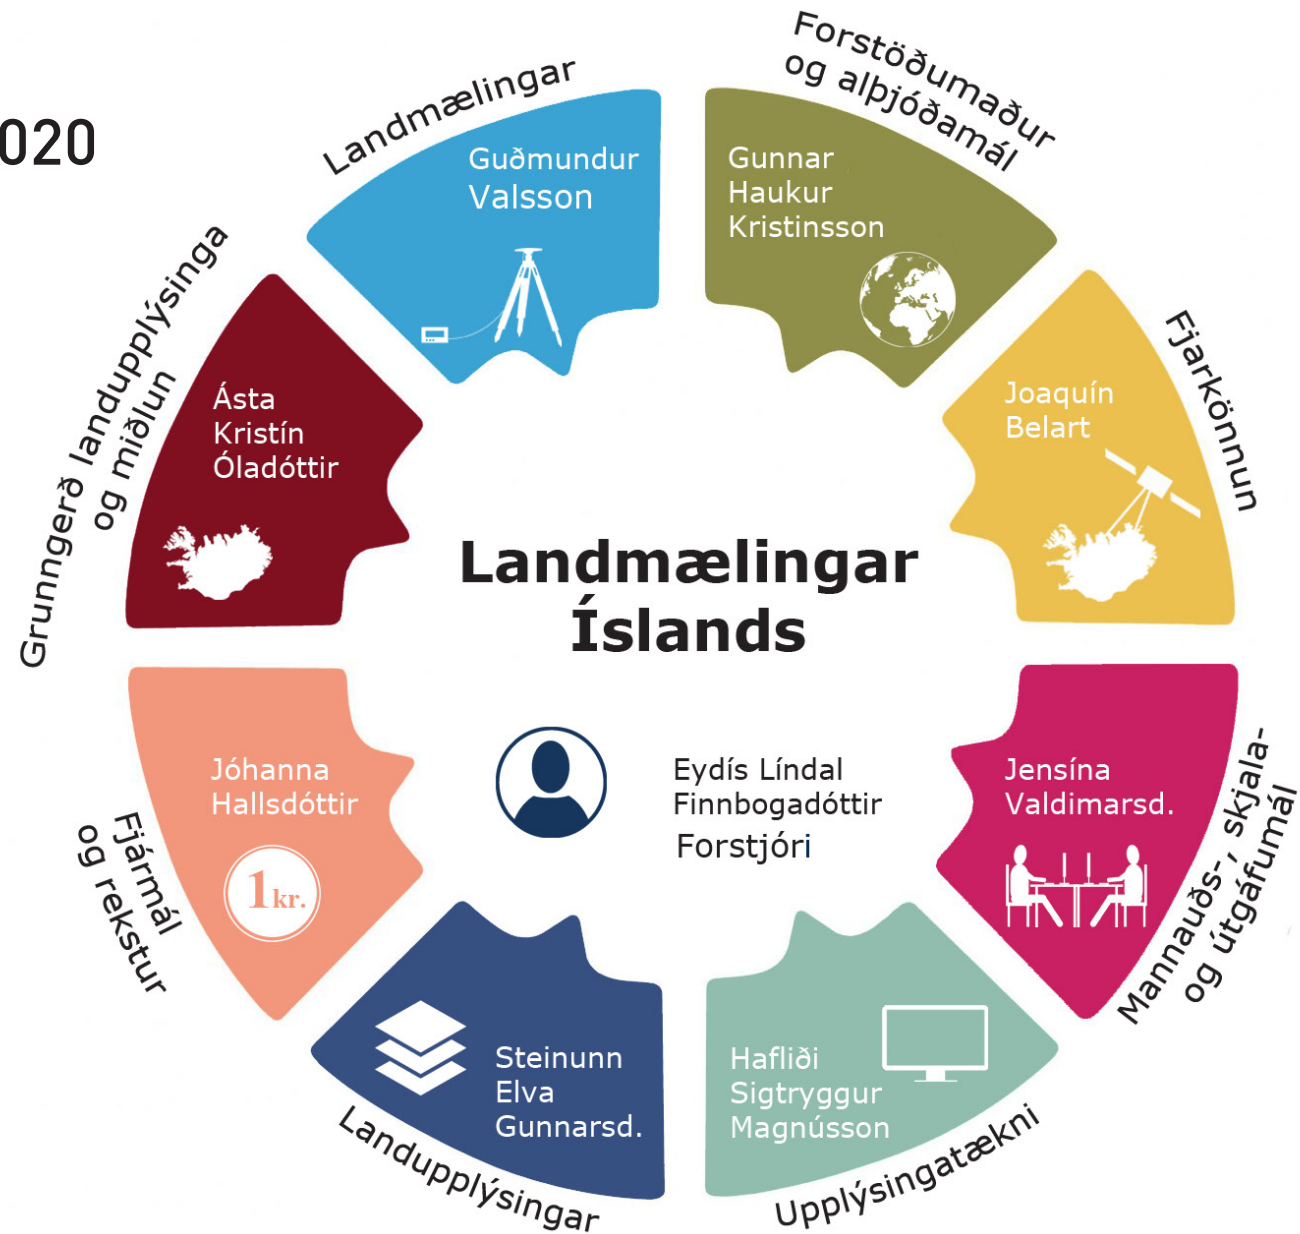 020
Landmælingar
Guðmundur
Valsson
Forstöðumaður
og alþjóðamál
Gunnar
Haukur
Kristinsson
Fjarkönnun
Joaquín
Belart
Mannauðs-, skjala-
og útgáfumál
Jensína
Valdimarsd.
Upplýsingatækni
Hafliði
Sigtryggur
Magnússon
Landupplýsingar
Steinunn
Elva
Gunnarsd.
Fjármál
og rekstur
Jóhanna
Hallsdóttir
1kr.
Grunngerð landupplýsinga
og miðlun
Ásta
Kristín
Óladóttir
Landmælingar
Íslands
Eydís Líndal
Finnbogadóttir
Forstjóri